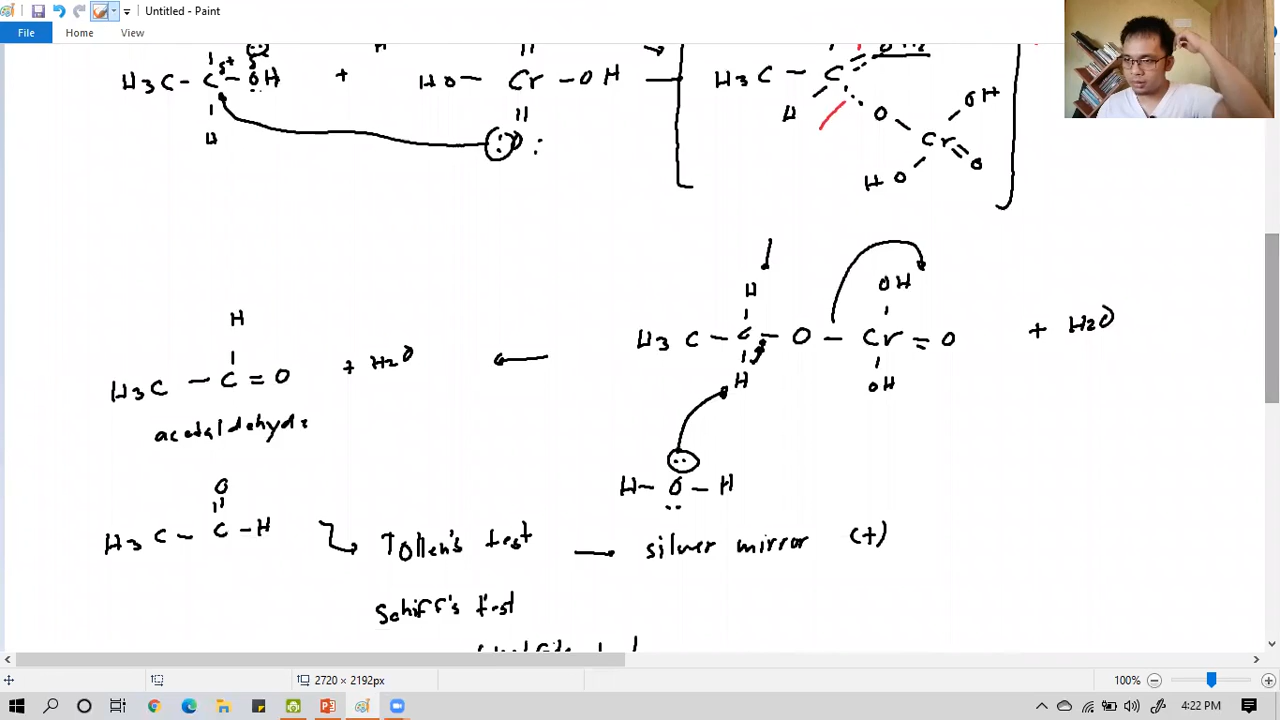 Untitled - Paint
File Home View
H3C - C - OH + HO - Cr - OH
H
H3C - C
H
O
Cr = O
OH
HO
H
OH
H3C - C - O - Cr = O + H2O
H
OH
H
H3C - C = O + H2O
acetaldehyde
H - O - H
O
H3C - C - H
Tollen's test
silver mirror (+)
Schiff's test
2720 × 2192px
100%
4:22 PM